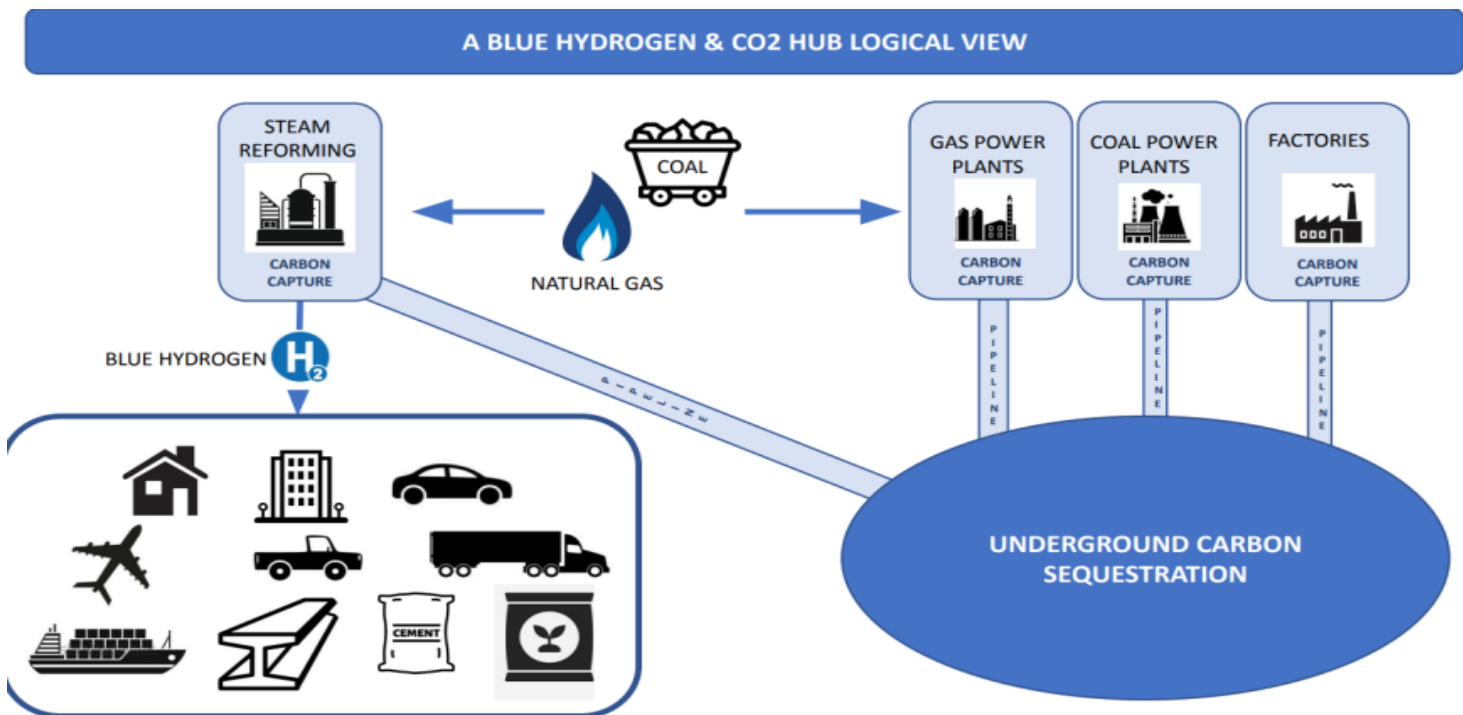 A BLUE HYDROGEN & CO2 HUB LOGICAL VIEW
STEAM
REFORMING
CARBON
CAPTURE
COAL
NATURAL GAS
GAS POWER
PLANTS
CARBON
CAPTURE
COAL POWER
PLANTS
CARBON
CAPTURE
FACTORIES
CARBON
CAPTURE
BLUE HYDROGEN
H2
PIPELINE
PIPELINE
PIPELINE
PIPELINE
CEMENT
UNDERGROUND CARBON
SEQUESTRATION